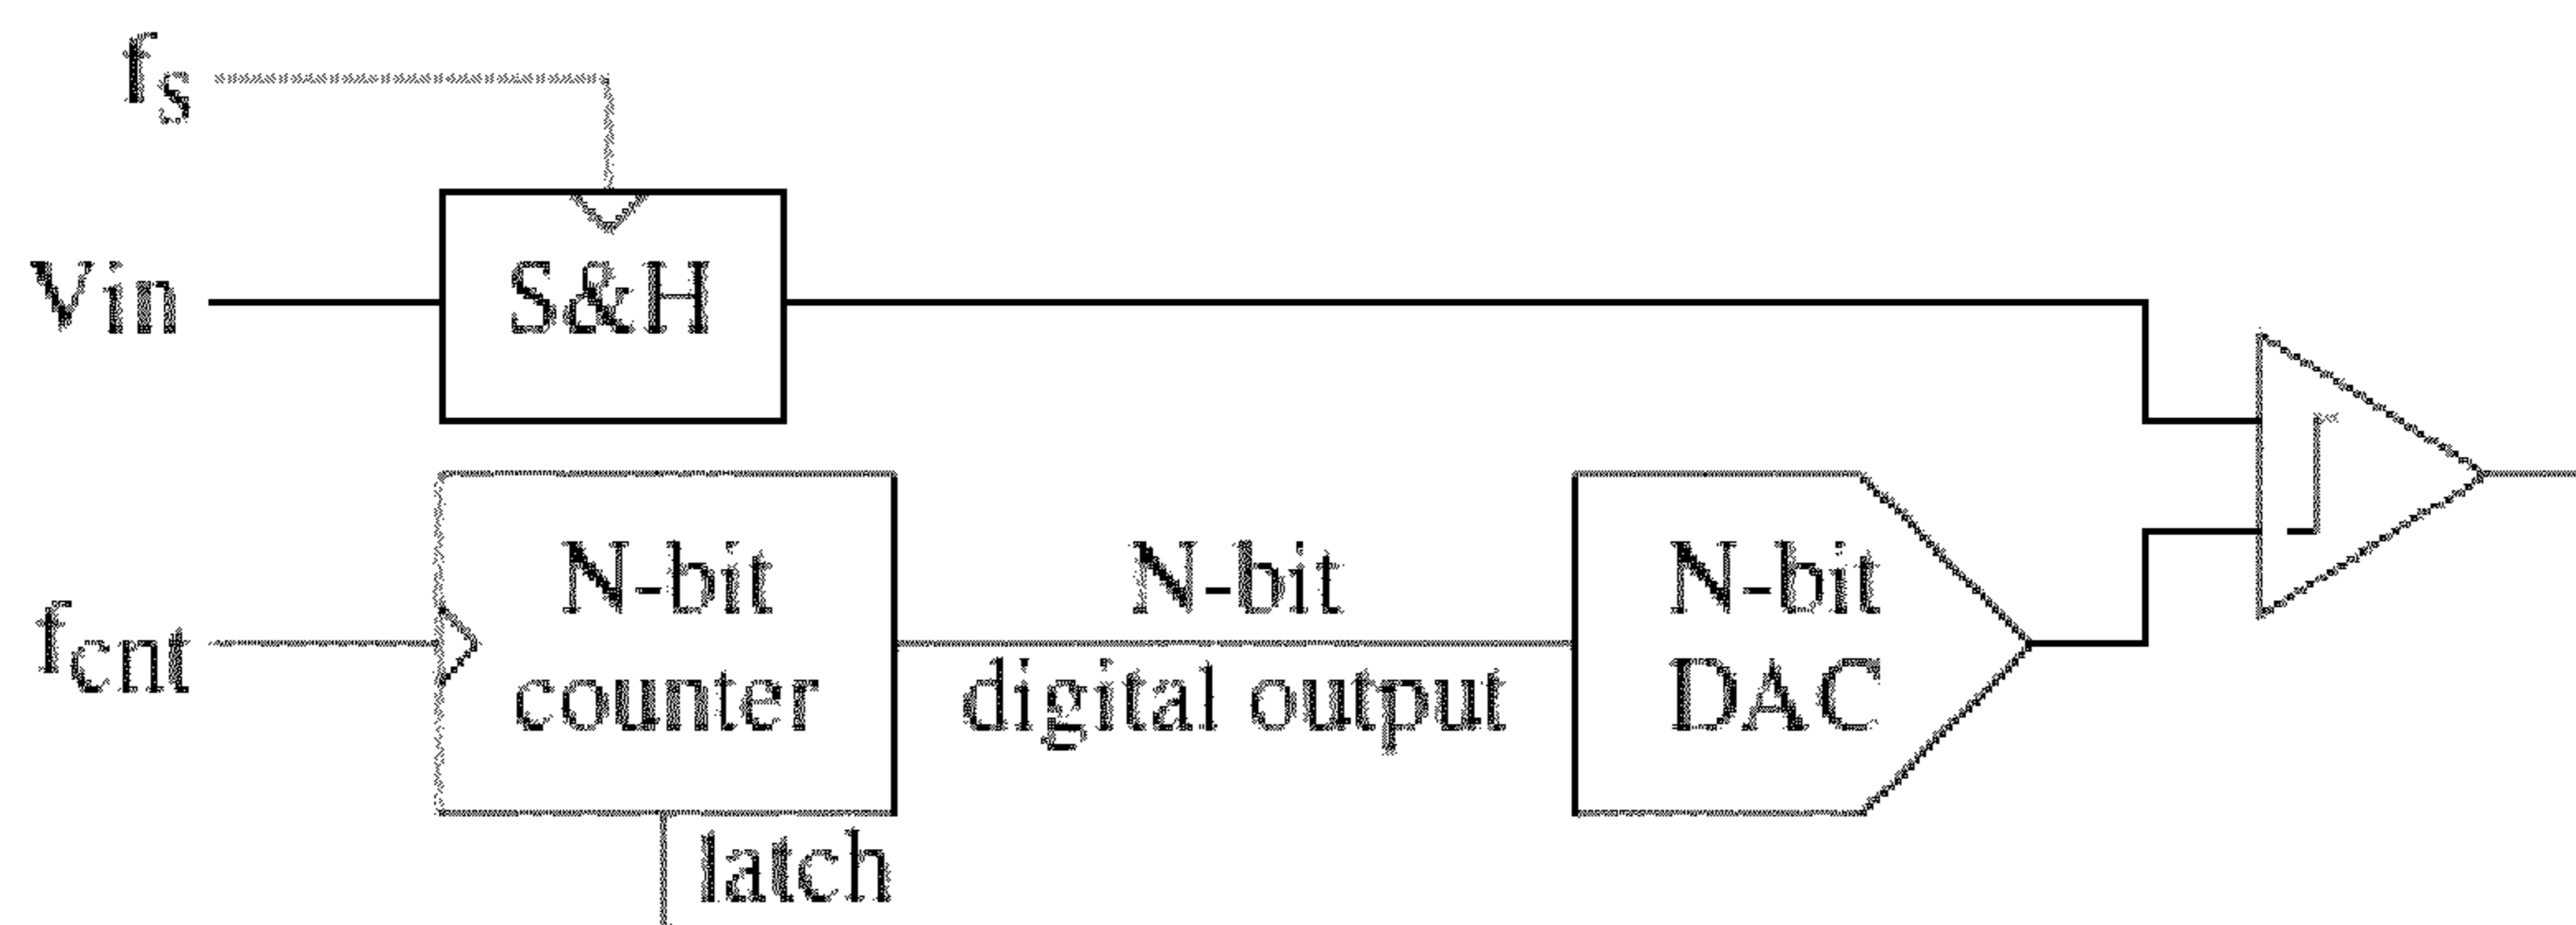 fs
Vin
S&H
fcnt
N-bit
counter
N-bit
digital output
N-bit
DAC
latch